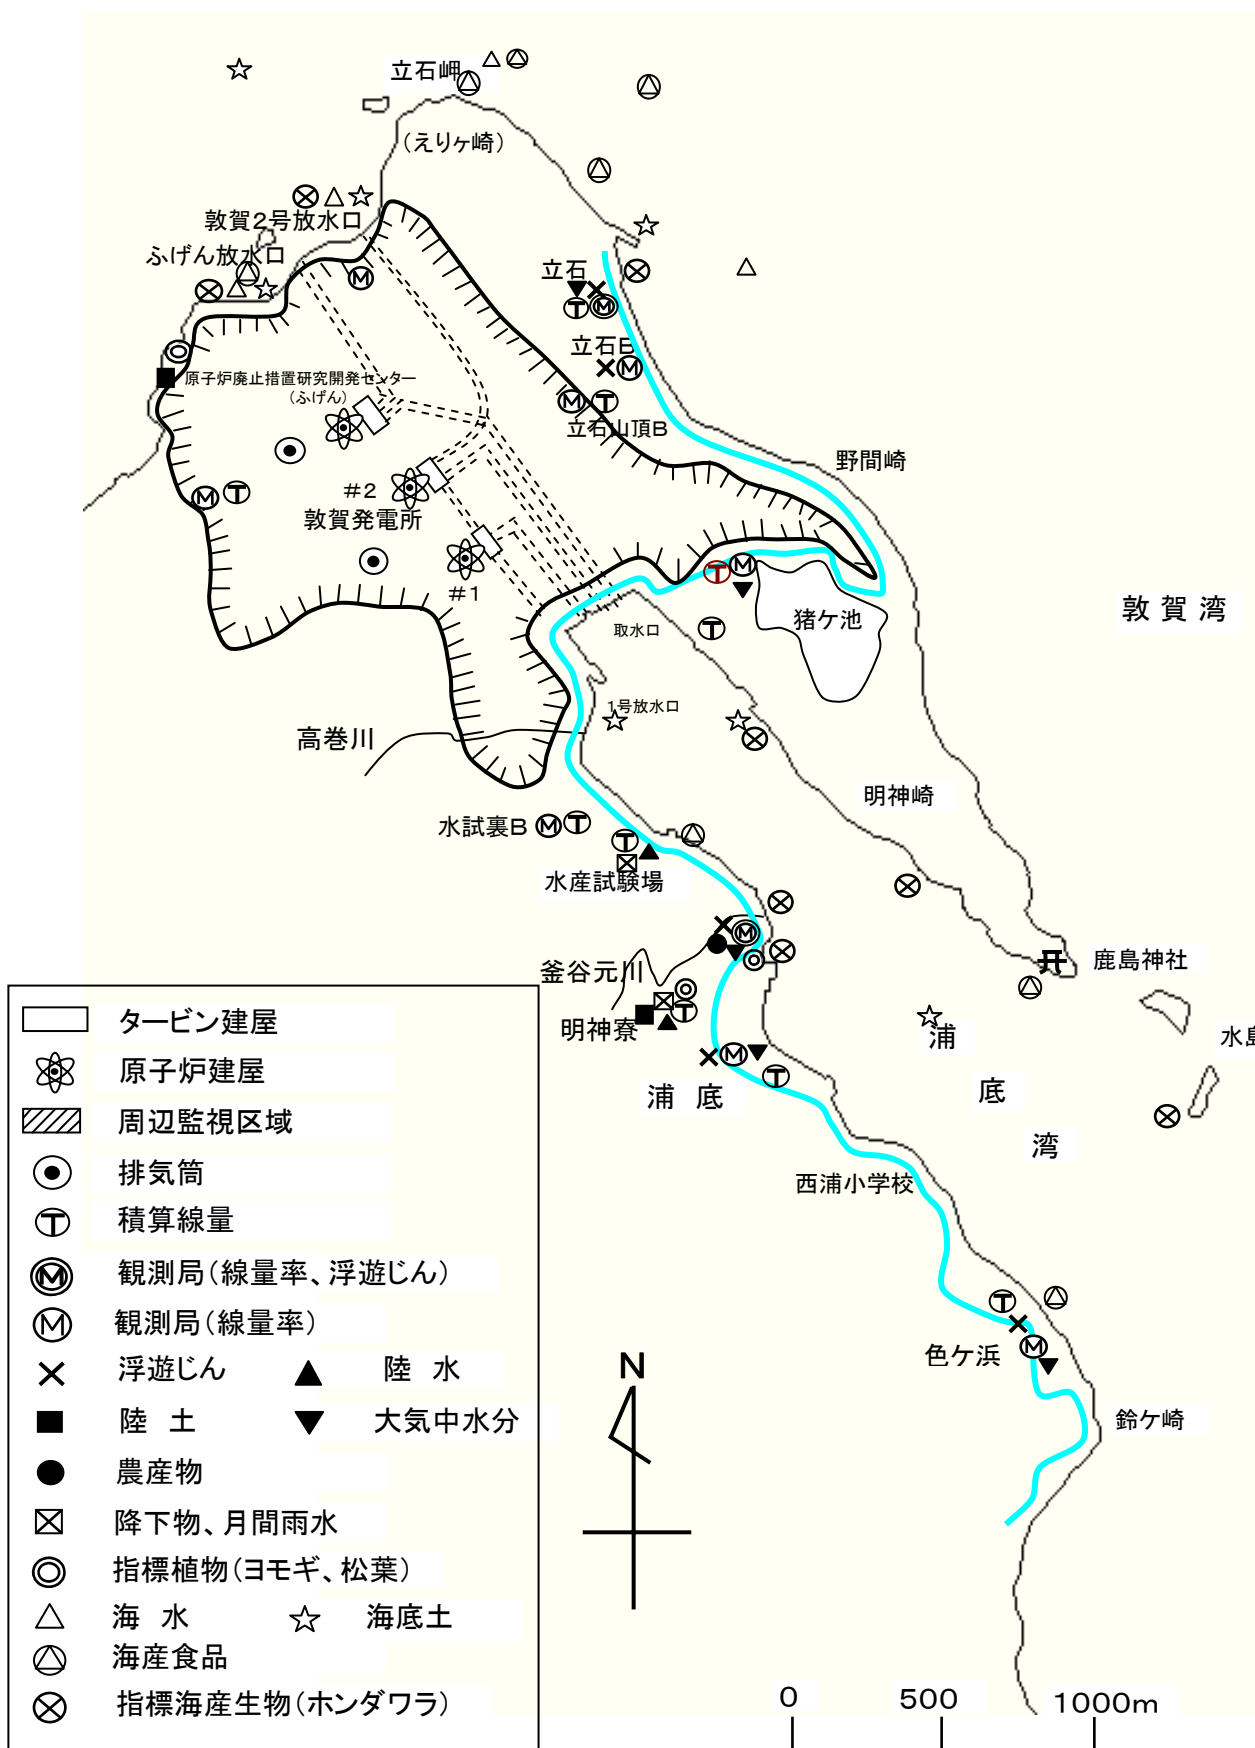 立石岬
(えりヶ崎)
敦賀2号放水口
ふげん放水口
立石
立石B
原子炉廃止措置研究開発センター
(ふげん)
立石山頂B
野間崎
#2
敦賀発電所
#1
敦賀湾
猪ケ池
取水口
1号放水口
高巻川
明神崎
水試裏B
水産試験場
釜谷元川
鹿島神社
明神寮
浦底湾
水島
浦底
西浦小学校
色ケ浜
鈴ケ崎
N
タービン建屋
原子炉建屋
周辺監視区域
排気筒
積算線量
観測局(線量率、浮遊じん)
観測局(線量率)
浮遊じん 陸 水
陸 土 大気中水分
農産物
降下物、月間雨水
指標植物(ヨモギ、松葉)
海 水 海底土
海産食品
指標海産生物(ホンダワラ)
0 500 1000m